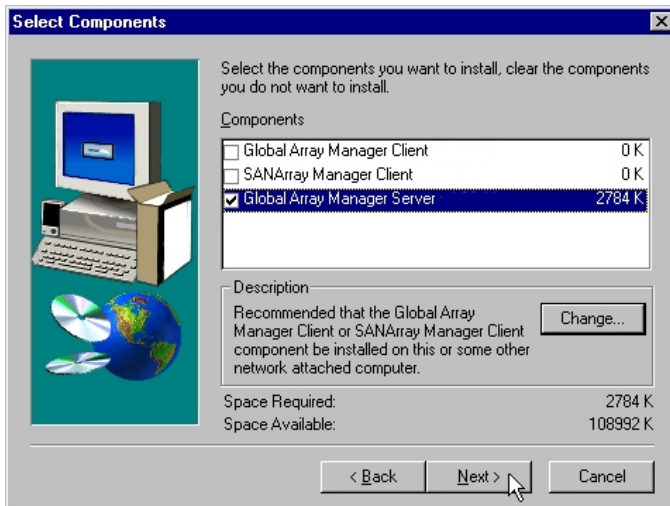 Select Components
Select the components you want to install, clear the components
you do not want to install.
Components
Global Array Manager Client 0 K
SANArray Manager Client 0 K
Global Array Manager Server 2784 K
Description
Recommended that the Global Array
Manager Client or SANArray Manager Client
component be installed on this or some other
network attached computer.
Change...
Space Required: 2784 K
Space Available: 108992 K
< Back Next > Cancel